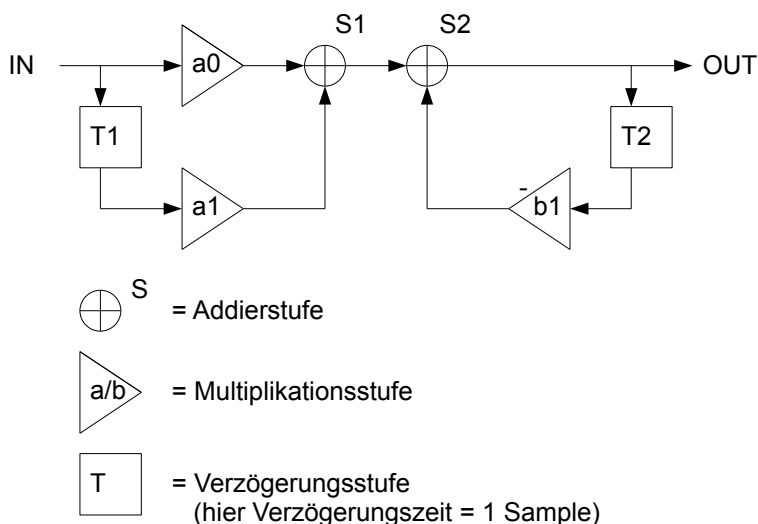 S1 S2
IN a0 OUT
T1 T2
a1 - b1
S
= Addierstufe
a/b = Multiplikationsstufe
T = Verzögerungsstufe
(hier Verzögerungszeit = 1 Sample)